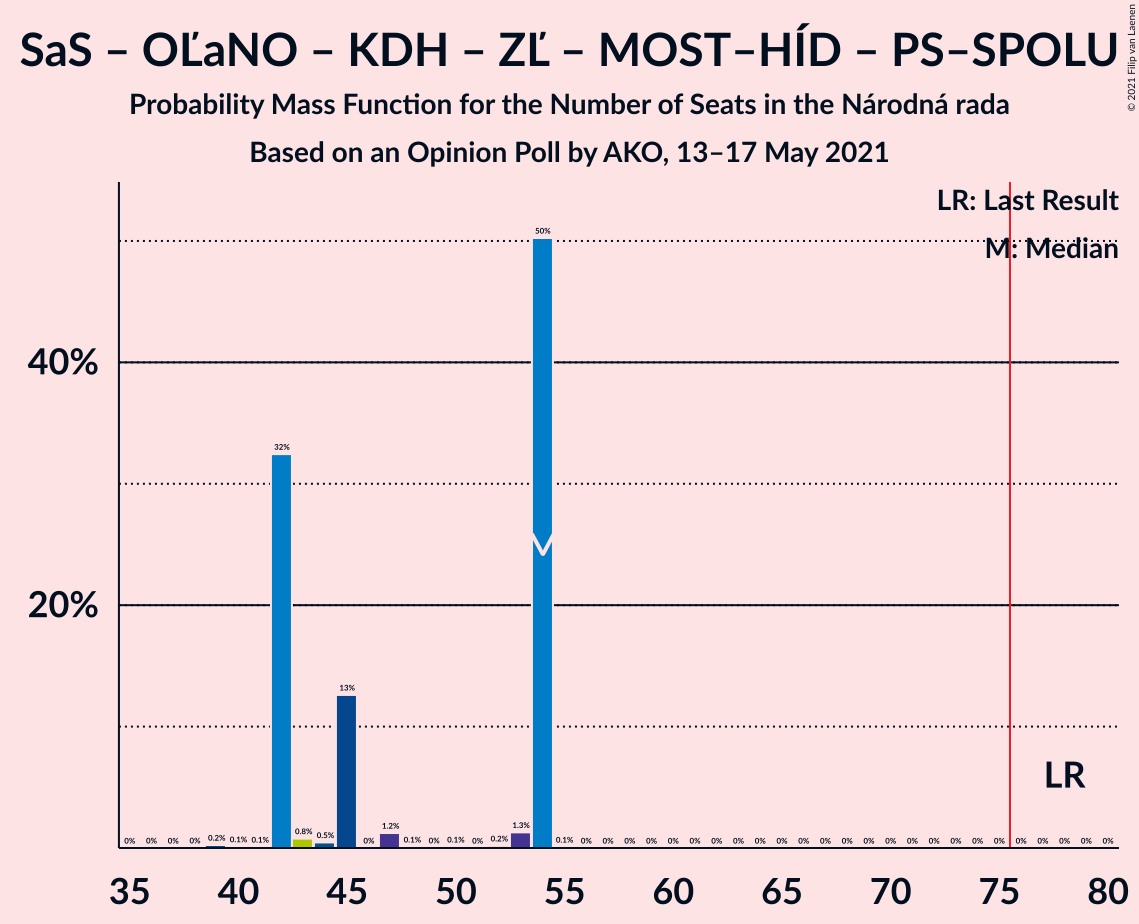 SaS – OĽaNO – KDH – ZĽ – MOST–HÍD – PS–SPOLU
Probability Mass Function for the Number of Seats in the Národná rada
Based on an Opinion Poll by AKO, 13–17 May 2021
© 2021 Filip van Laenen
LR: Last Result
M: Median
50%
40%
32%
20%
13%
LR
0% 0% 0% 0% 0.2% 0.1% 0.1% 0.8% 0.5% 0% 1.2% 0.1% 0% 0.1% 0% 0.2% 1.3% 0.1% 0% 0% 0% 0% 0% 0% 0% 0% 0% 0% 0% 0% 0% 0% 0% 0% 0% 0% 0% 0% 0% 0% 0% 0% 0%
35 40 45 50 55 60 65 70 75 80